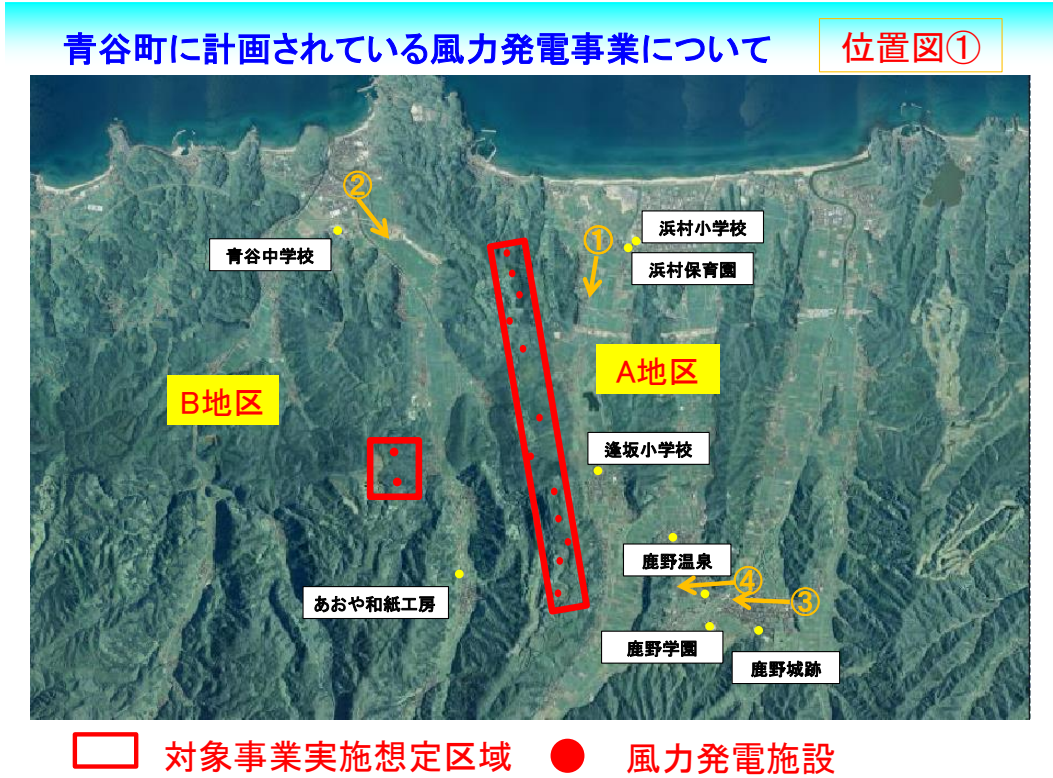 青谷町に計画されている風力発電事業について
位置図①
②
青谷中学校
①
浜村小学校
浜村保育園
A地区
B地区
逢坂小学校
鹿野温泉
④
③
あおや和紙工房
鹿野学園
鹿野城跡
対象事業実施想定区域
風力発電施設